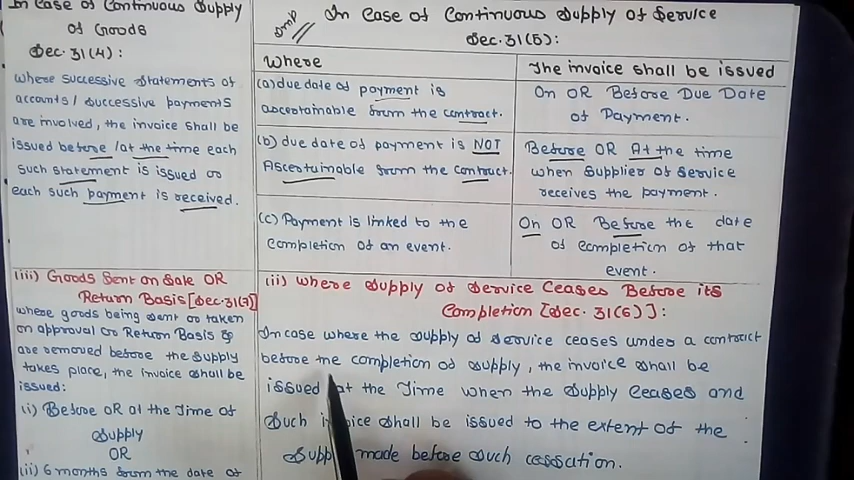 In Case of Continuous Supply
of Goods
Sec. 31(4):
where successive Statements of
accounts / Successive payments
are involved, the invoice shall be
issued before /at the time each
such statement is issued or
each such payment is received.
(iii) Goods Sent on Sale OR
Return Basis [Sec.31(7)]
where goods being sent or taken
on approval or Return Basis &
are removed before the supply
takes place, the invoice shall be
issued:
(i) Before OR at the Time of
Supply
OR
(ii) 6 months from the date of
Imp
In Case of Continuous Supply of Service
Sec. 31(5):
Where
The invoice shall be issued
(a) due date of payment is
ascertainable from the contract.
On OR Before Due Date
of Payment.
(b) due date of payment is NOT
Ascertainable from the contract.
Before OR At the time
when Supplier of Service
receives the payment.
(c) Payment is linked to the
Completion of an event.
On OR Before the date
of completion of that
event.
(ii) Where Supply of Service Ceases Before its
Completion [Sec. 31(6)]:
In case where the supply of service ceases under a contract
before the completion of supply, the invoice shall be
issued at the Time when the Supply Ceases and
Such invoice shall be issued to the extent of the
Supply made before such cessation.